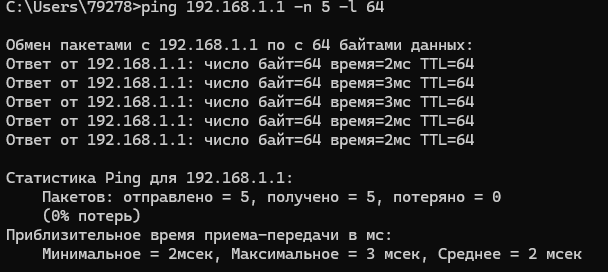 C:\Users\79278>ping 192.168.1.1 -n 5 -l 64
Обмен пакетами с 192.168.1.1 по с 64 байтами данных:
Ответ от 192.168.1.1: число байт=64 время=2мс TTL=64
Ответ от 192.168.1.1: число байт=64 время=3мс TTL=64
Ответ от 192.168.1.1: число байт=64 время=3мс TTL=64
Ответ от 192.168.1.1: число байт=64 время=2мс TTL=64
Ответ от 192.168.1.1: число байт=64 время=2мс TTL=64
Статистика Ping для 192.168.1.1:
Пакетов: отправлено = 5, получено = 5, потеряно = 0
(0% потерь)
Приблизительное время приема-передачи в мс:
Минимальное = 2мсек, Максимальное = 3 мсек, Среднее = 2 мсек